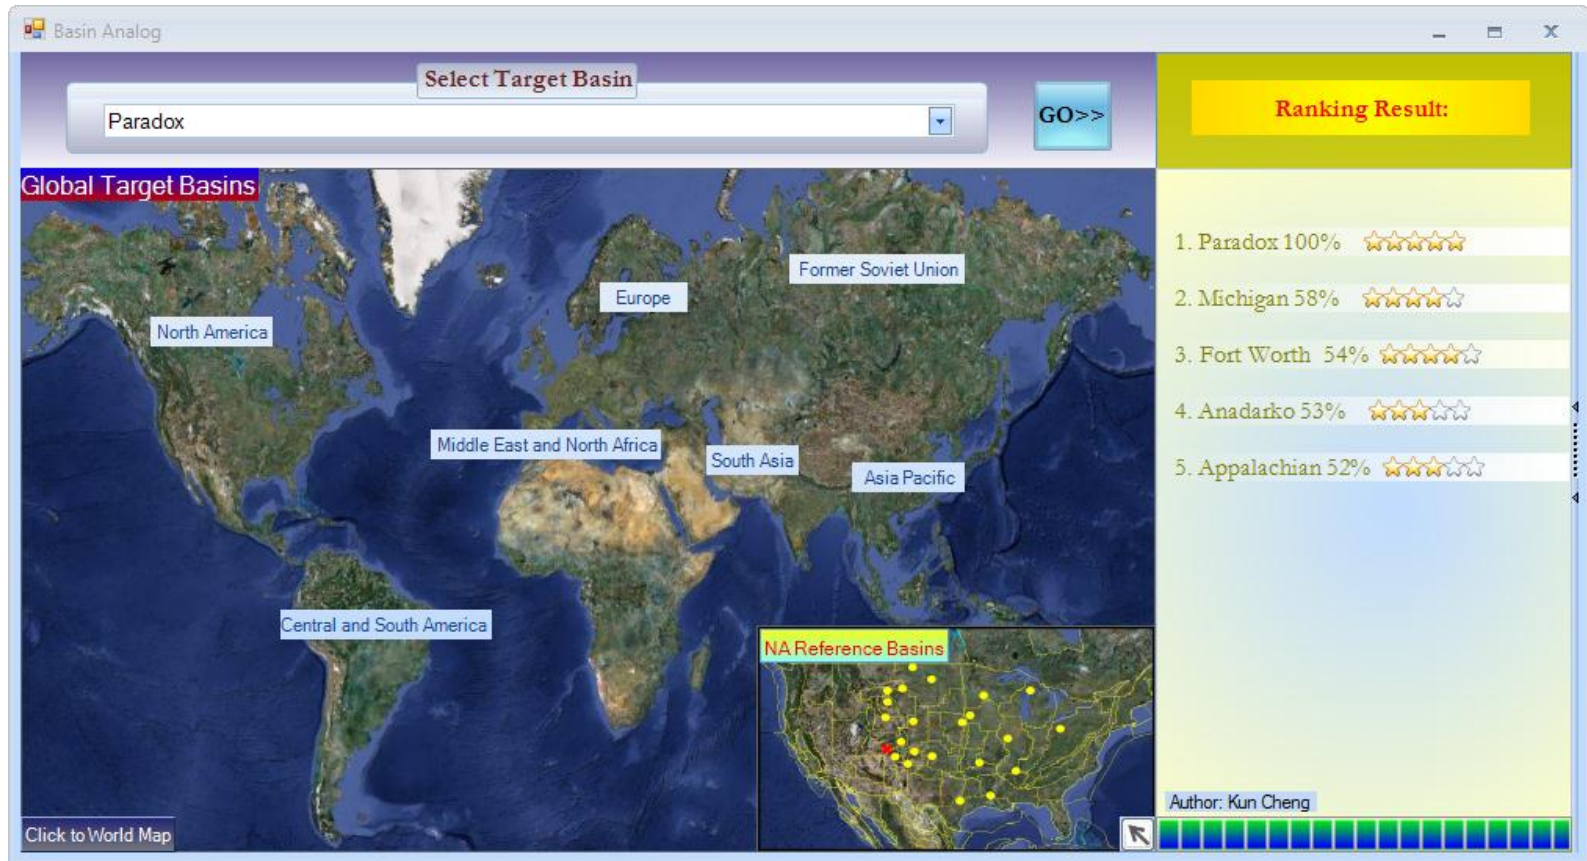 Basin Analog
Select Target Basin
Paradox
GO>>
Ranking Result:
Global Target Basins
North America
Europe
Former Soviet Union
Middle East and North Africa
South Asia
Asia Pacific
Central and South America
NA Reference Basins
Click to World Map
1. Paradox 100%
2. Michigan 58%
3. Fort Worth 54%
4. Anadarko 53%
5. Appalachian 52%
Author: Kun Cheng